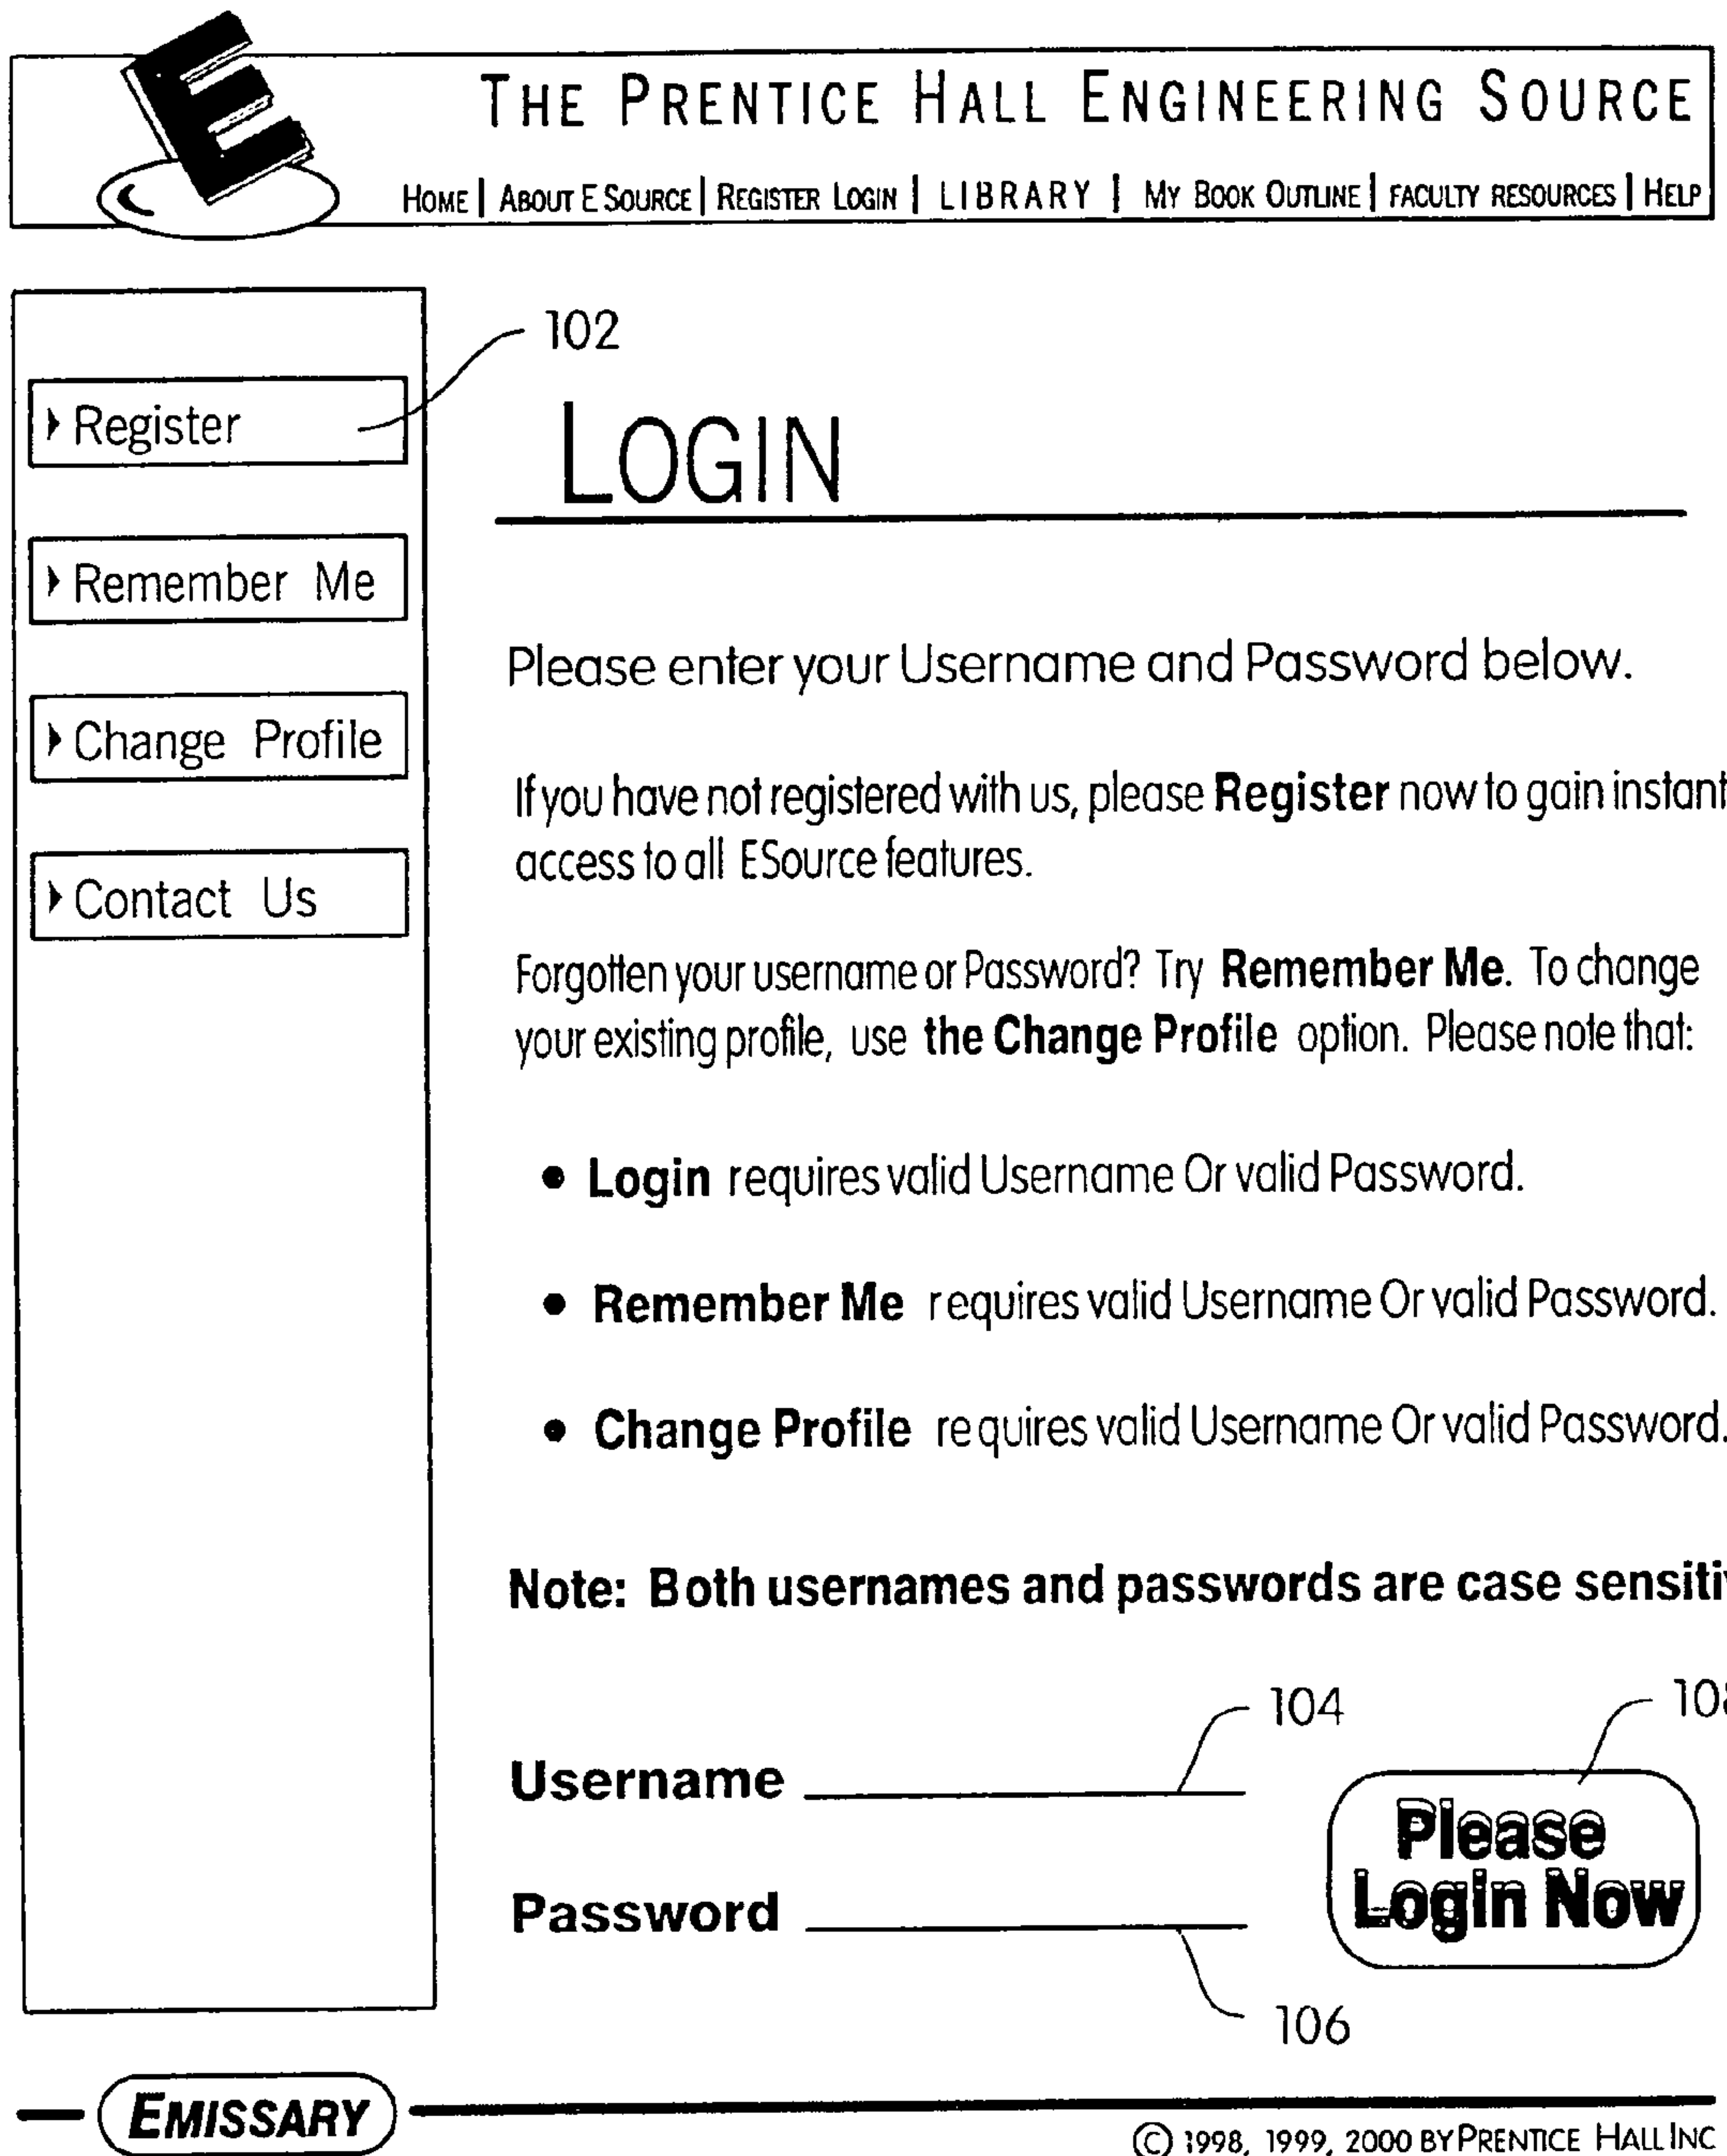 E
THE PRENTICE HALL ENGINEERING SOURCE
HOME | ABOUT E SOURCE | REGISTER LOGIN | LIBRARY | MY BOOK OUTLINE | FACULTY RESOURCES | HELP
102
Register
Remember Me
Change Profile
Contact Us
LOGIN
Please enter your Username and Password below.
If you have not registered with us, please Register now to gain instant
access to all ESource features.
Forgotten your username or Password? Try Remember Me. To change
your existing profile, use the Change Profile option. Please note that:
• Login requires valid Username Or valid Password.
• Remember Me requires valid Username Or valid Password.
• Change Profile requires valid Username Or valid Password.
Note: Both usernames and passwords are case
104
Username
Please
Login Now
Password
106
EMISSARY
© 1998, 1999, 2000 BY PRENTICE HALL INC